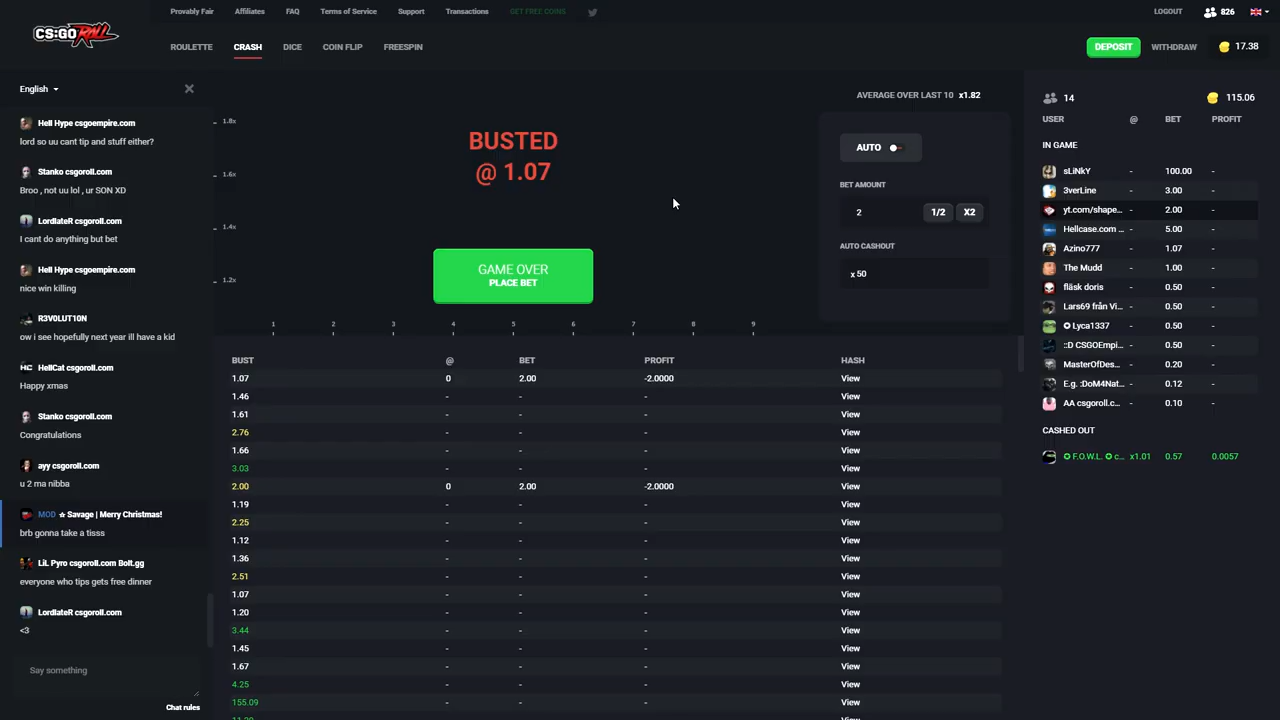 Provably Fair Affiliates FAQ Terms of Service Support Transactions GET FREE COINS LOGOUT 826
CS:GO ROLL
ROULETTE CRASH DICE COIN FLIP FREESPIN DEPOSIT WITHDRAW 17.38
English
Hell Hype csgoempire.com
lord so uu cant tip and stuff either?
Stanko csgoroll.com
Broo , not uu lol , ur SON XD
LordlateR csgoroll.com
I cant do anything but bet
Hell Hype csgoempire.com
nice win killing
R3V0LUT10N
ow i see hopefully next year ill have a kid
HC HellCat csgoroll.com
Happy xmas
Stanko csgoroll.com
Congratulations
ayy csgoroll.com
u 2 ma nibba
MOD ☆ Savage | Merry Christmas!
brb gonna take a tisss
LiL Pyro csgoroll.com Bolt.gg
everyone who tips gets free dinner
LordlateR csgoroll.com
<3
Say something
Chat rules
1.8x
1.6x
1.4x
1.2x
BUSTED
@ 1.07
GAME OVER
PLACE BET
1 2 3 4 5 6 7 8 9
AVERAGE OVER LAST 10 x1.82
AUTO
BET AMOUNT
2 1/2 X2
AUTO CASHOUT
x 50
BUST @ BET PROFIT HASH
1.07 0 2.00 -2.0000 View
1.46 - - - View
1.61 - - - View
2.76 - - - View
1.66 - - - View
3.03 - - - View
2.00 0 2.00 -2.0000 View
1.19 - - - View
2.25 - - - View
1.12 - - - View
1.36 - - - View
2.51 - - - View
1.07 - - - View
1.20 - - - View
3.44 - - - View
1.45 - - - View
1.67 - - - View
4.25 - - - View
155.09 - - - View
14 115.06
USER @ BET PROFIT
IN GAME
sLiNkY - 100.00 -
3verLine - 3.00 -
yt.com/shape... - 2.00 -
Hellcase.com ... - 5.00 -
Azino777 - 1.07 -
The Mudd - 1.00 -
fläsk doris - 0.50 -
Lars69 från Vi... - 0.50 -
✪ Lyca1337 - 0.50 -
::D CSGOEmpi... - 0.50 -
MasterOfDes... - 0.20 -
E.g. :DoM4Nat... - 0.12 -
AA csgoroll.c... - 0.10 -
CASHED OUT
✪ F.O.W.L. ✪ c... x1.01 0.57 0.0057